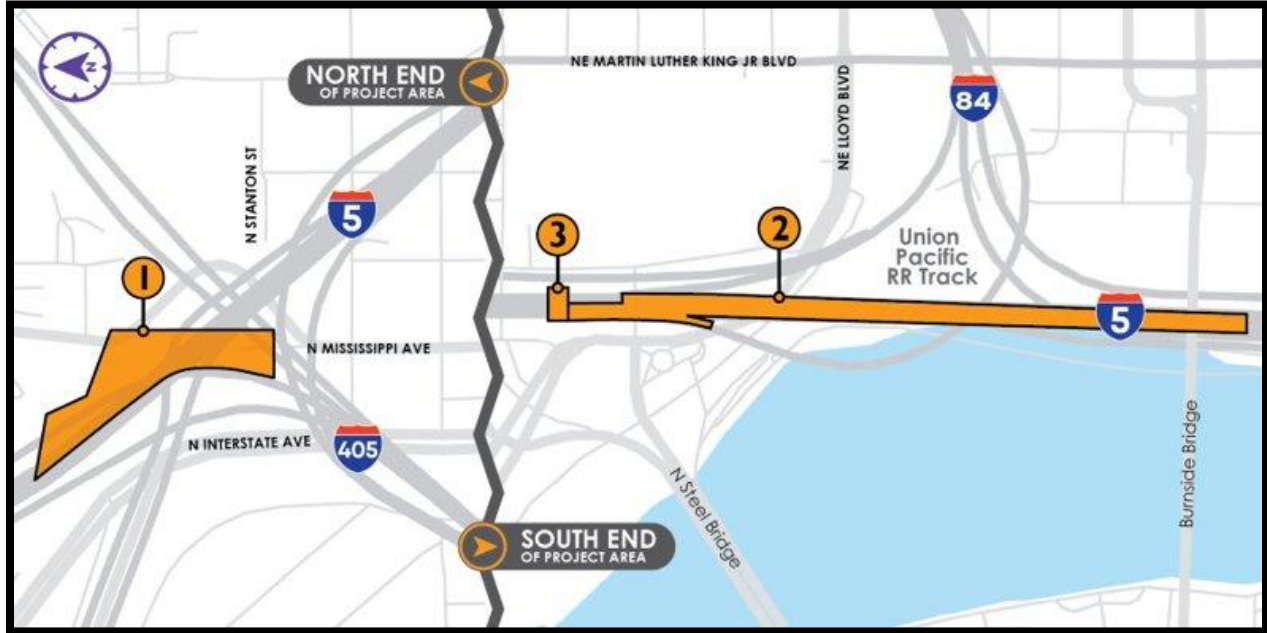 Z
NORTH END
OF PROJECT AREA
NE MARTIN LUTHER KING JR BLVD
84
NE LLOYD BLVD
N STANTON ST
5
3
2
Union
Pacific
RR Track
1
5
N MISSISSIPPI AVE
N INTERSTATE AVE
405
N Steel Bridge
Burnside Bridge
SOUTH END
OF PROJECT AREA